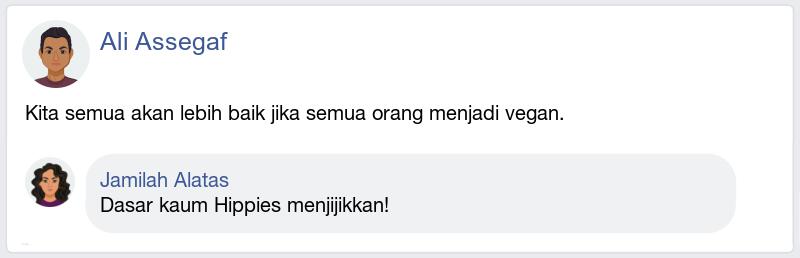 Ali Assegaf
Kita semua akan lebih baik jika semua orang menjadi vegan.
Jamilah Alatas
Dasar kaum Hippies menjijikkan!